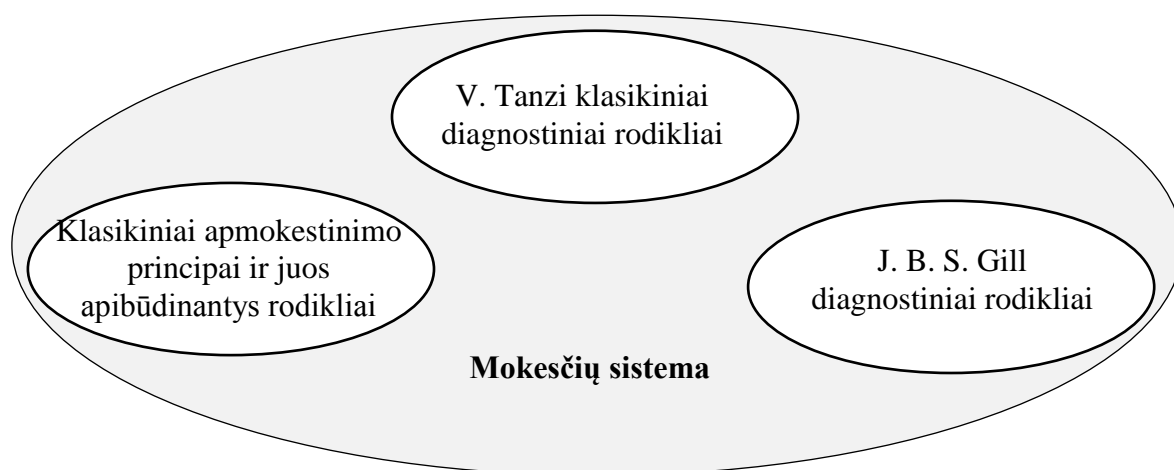 V. Tanzi klasikiniai
diagnostiniai rodikliai
Klasikiniai apmokestinimo
principai ir juos
apibūdinantys rodikliai
J. B. S. Gill
diagnostiniai rodikliai
Mokesčių sistema